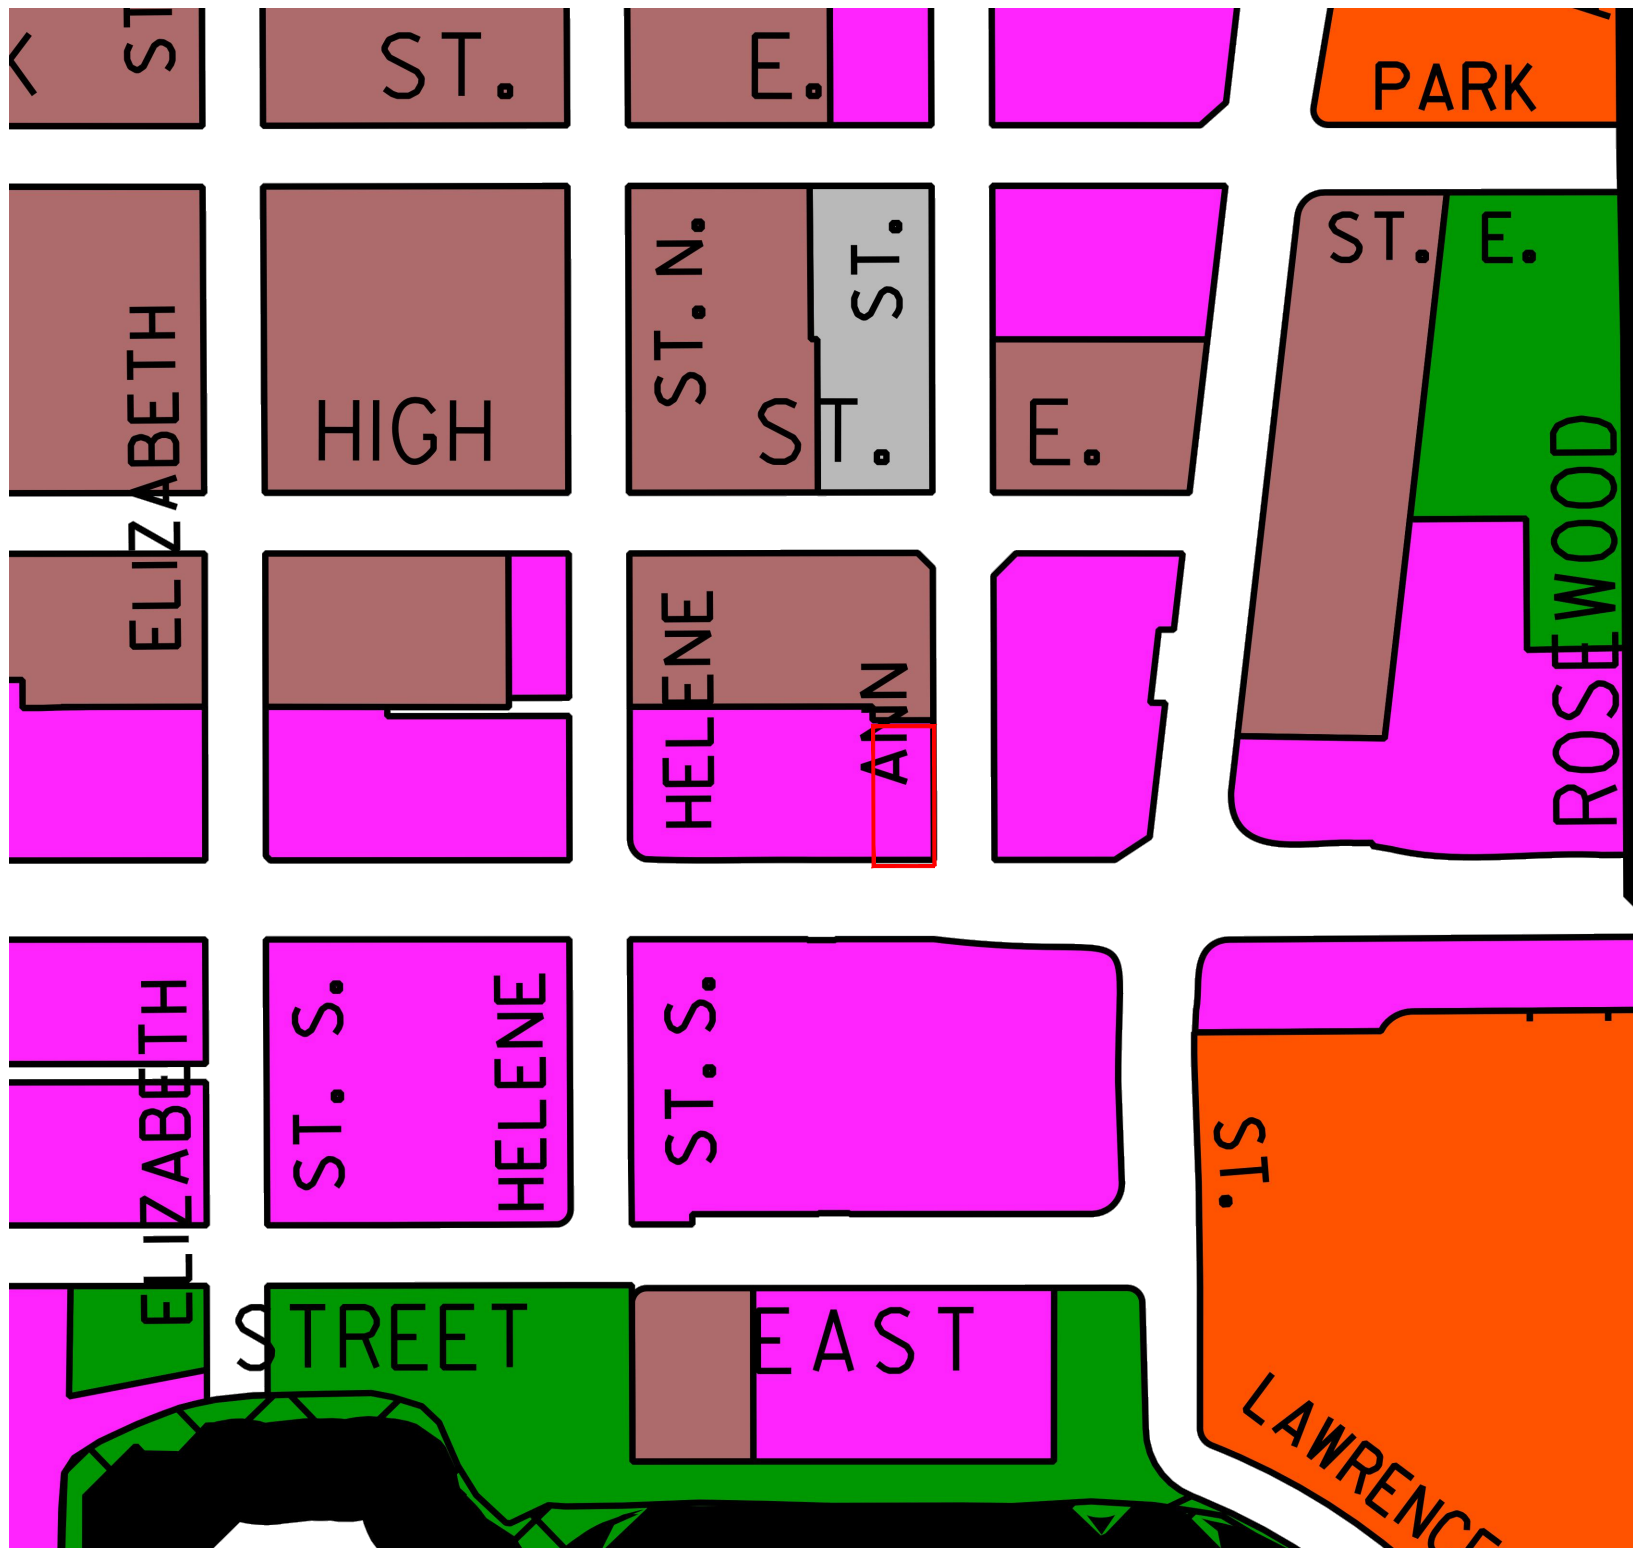 K
ST
ST.
E.
PARK
ST. N.
ST.
ST. E.
ELIZABETH
HIGH
ST.
E.
HELENE
ANN
ROSEWOOD
ELIZABETH
ST. S.
HELENE
ST. S.
ST.
STREET
EAST
LAWRENCE